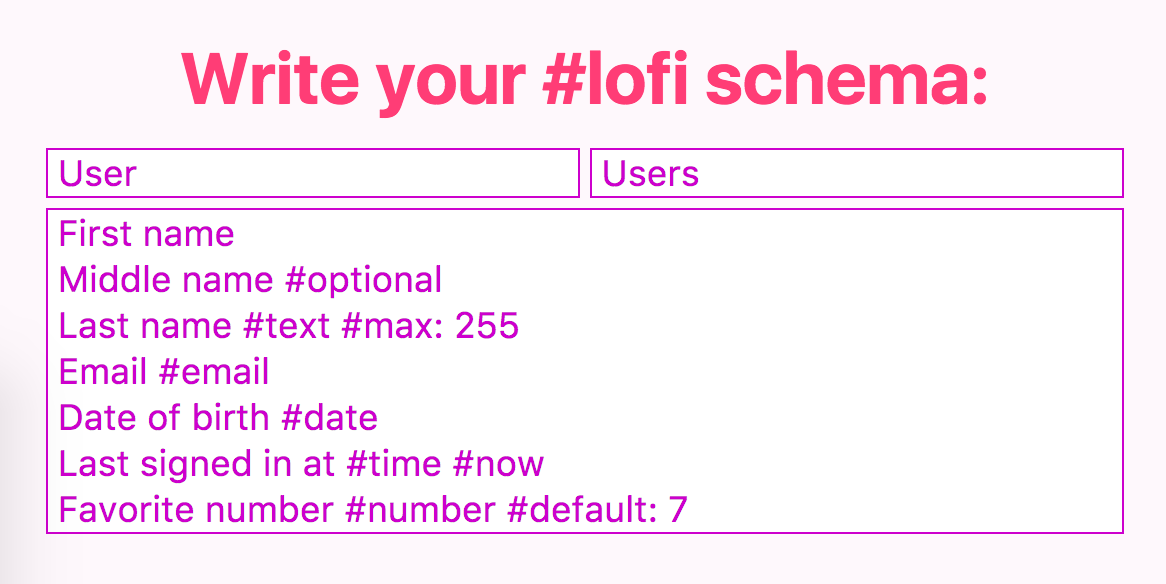 Write your #lofi schema:
User
Users
First name
Middle name #optional
Last name #text #max: 255
Email #email
Date of birth #date
Last signed in at #time #now
Favorite number #number #default: 7